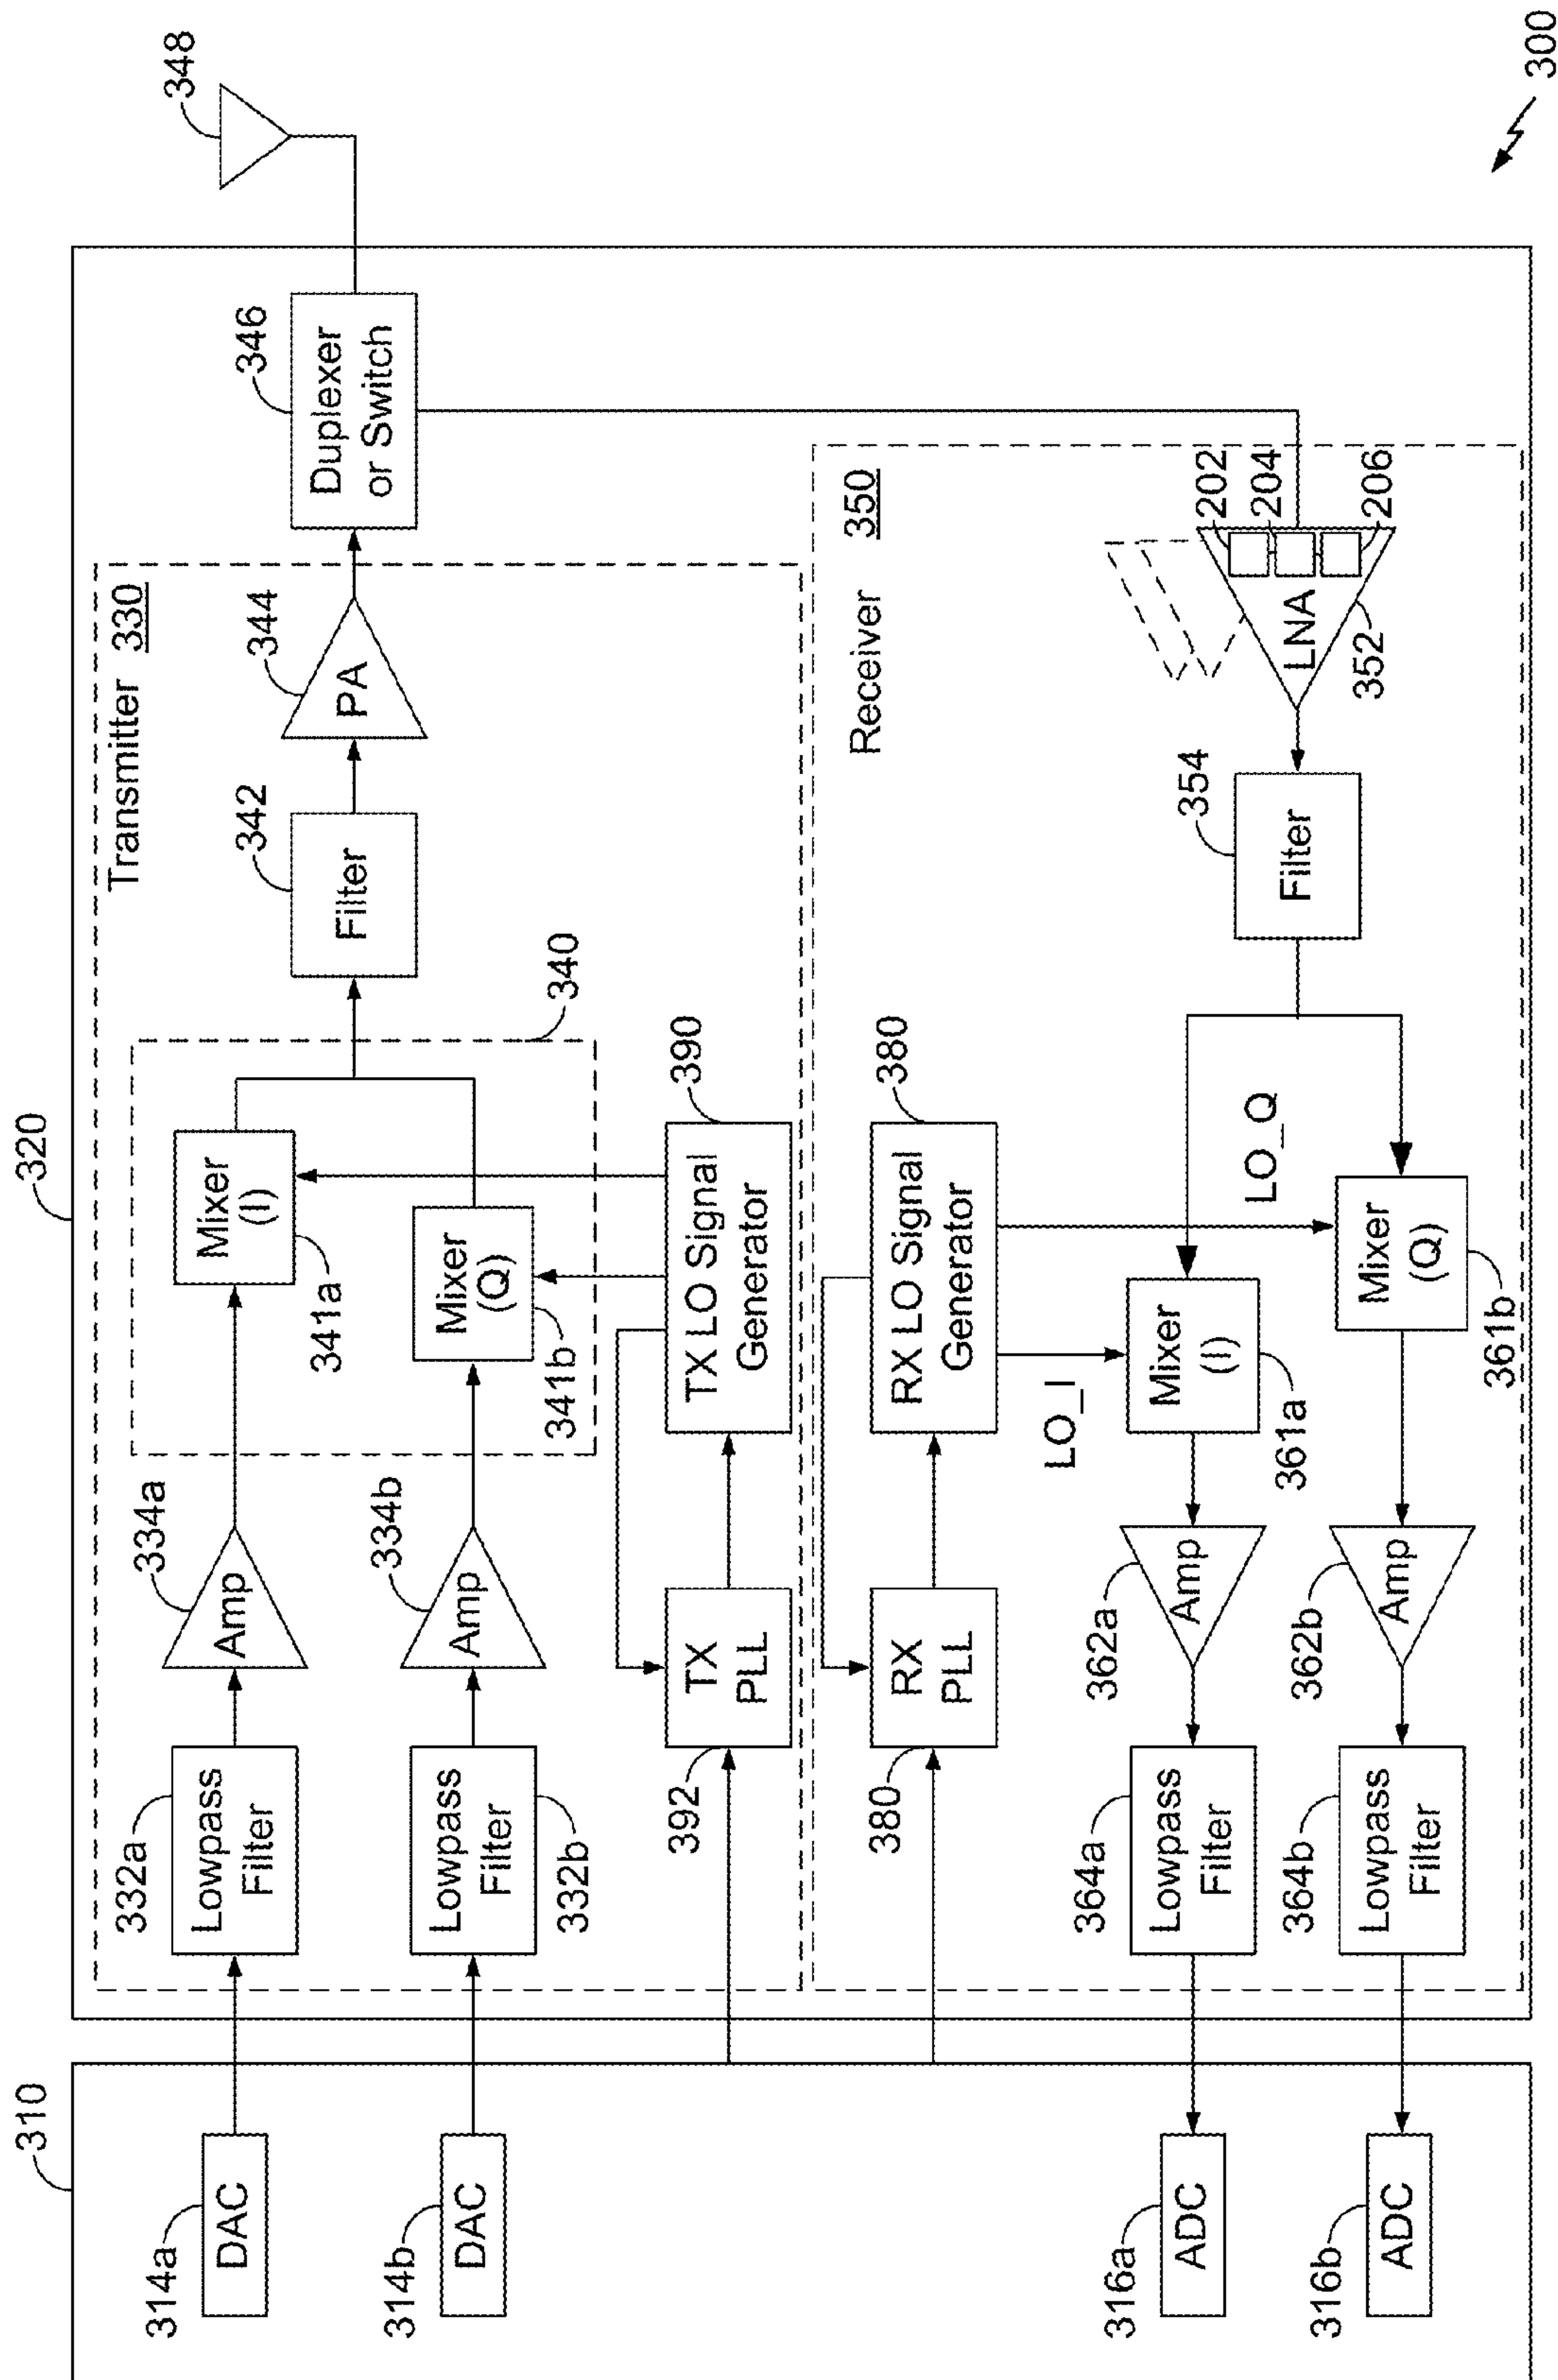 300
310
320
348
Transmitter 330
314a
DAC
332a
Lowpass
Filter
334a
Amp
Mixer
(I)
341a
340
342
Filter
344
PA
346
Duplexer
or Switch
314b
DAC
332b
Lowpass
Filter
334b
Amp
Mixer
(Q)
341b
392
TX
PLL
390
TX LO Signal
Generator
Receiver 350
380
RX
PLL
380
RX LO Signal
Generator
LO_I
LO_Q
316a
ADC
364a
Lowpass
Filter
362a
Amp
Mixer
(I)
361a
354
Filter
LNA
352
202
204
206
316b
ADC
364b
Lowpass
Filter
362b
Amp
Mixer
(Q)
361b